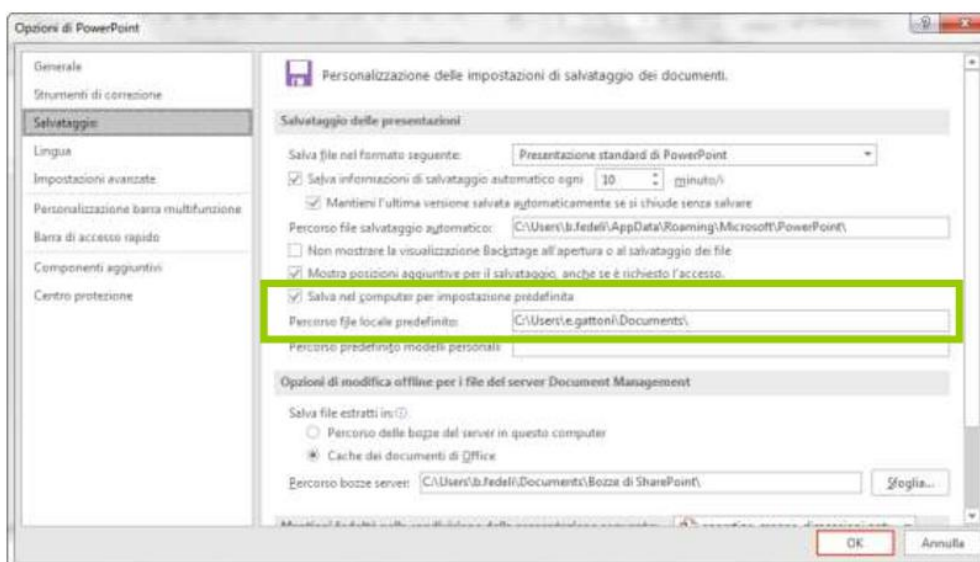 Opzioni di PowerPoint
Generale
Strumenti di correzione
Salvataggio
Lingua
Impostazioni avanzate
Personalizzazione barra multifunzione
Barra di accesso rapido
Componenti aggiuntivi
Centro protezione
Personalizzazione delle impostazioni di salvataggio dei documenti.
Salvataggio delle presentazioni
Salva file nel formato seguente: Presentazione standard di PowerPoint
Salva informazioni di salvataggio automatico ogni 10 minuto/i
Mantieni l'ultima versione salvata automaticamente se si chiude senza salvare
Percorso file salvataggio automatico: C:\Users\b.fedeli\AppData\Roaming\Microsoft\PowerPoint\
Non mostrare la visualizzazione Backstage all'apertura o al salvataggio dei file
Mostra posizioni aggiuntive per il salvataggio, anche se è richiesto l'accesso.
Salva nel computer per impostazione predefinita
Percorso file locale predefinito: C:\Users\e.gattoni\Documents\
Percorso predefinito modelli personali:
Opzioni di modifica offline per i file del server Document Management
Salva file estratti in:
Percorso delle bozze del server in questo computer
Cache dei documenti di Office
Percorso bozze server: C:\Users\b.fedeli\Documents\Bozze di SharePoint\ Sfoglia...
OK Annulla